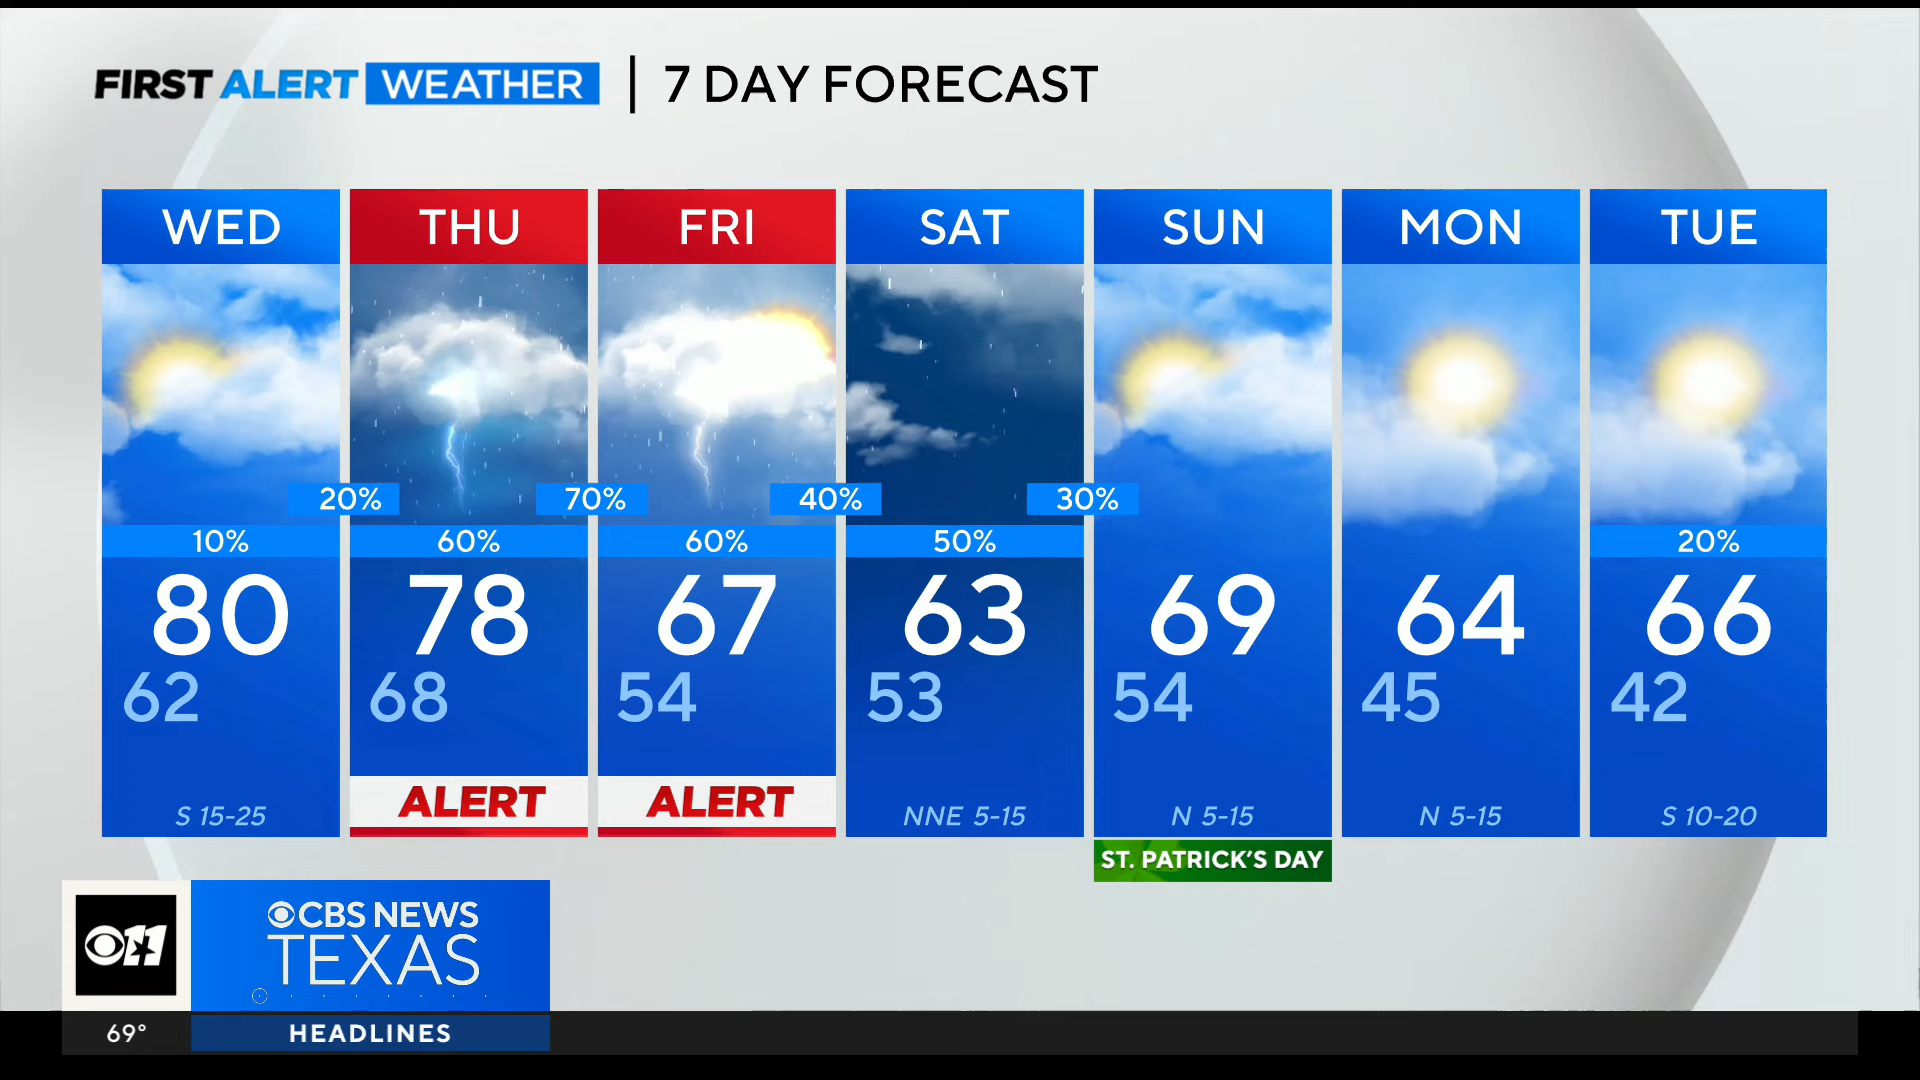 FIRST ALERT WEATHER | 7 DAY FORECAST
WED THU FRI SAT SUN MON TUE
20% 70% 40% 30%
10% 60% 60% 50% 20%
80 78 67 63 69 64 66
62 68 54 53 54 45 42
ALERT ALERT
S 15-25 NNE 5-15 N 5-15 N 5-15 S 10-20
ST. PATRICK'S DAY
CBS NEWS
11 TEXAS
69° HEADLINES